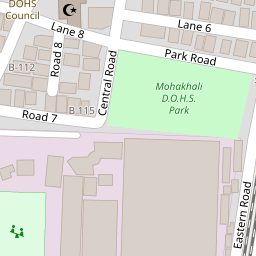 DOHS
Council
Lane 8
Lane 6
Park Road
B-112
Road 8
Central Road
Mohakhali
D.O.H.S.
Park
B 115
Road 7
Eastern Road